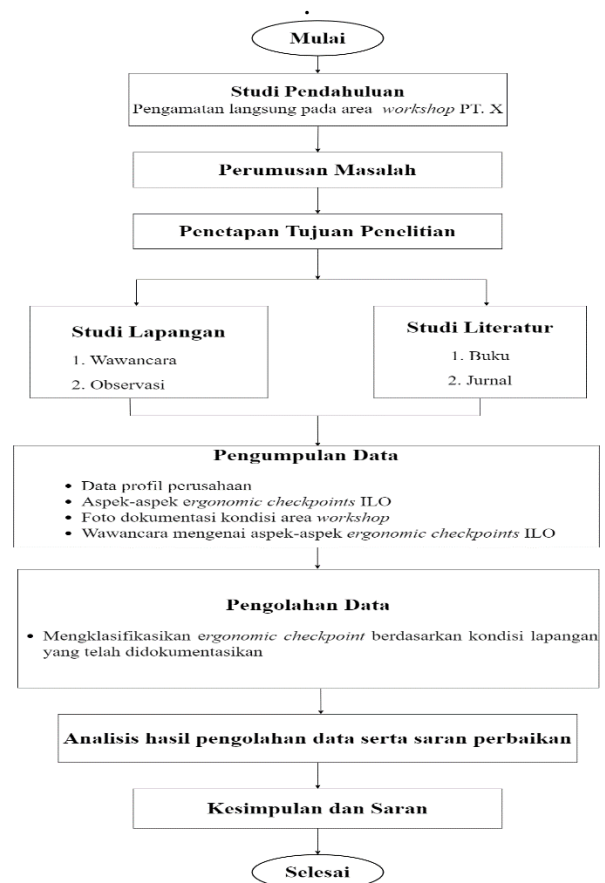 Mulai
Studi Pendahuluan
Pengamatan langsung pada area workshop PT. X
Perumusan Masalah
Penetapan Tujuan Penelitian
Studi Lapangan
1. Wawancara
2. Observasi
Studi Literatur
1. Buku
2. Jurnal
Pengumpulan Data
• Data profil perusahaan
• Aspek-aspek ergonomic checkpoints ILO
• Foto dokumentasi kondisi area workshop
• Wawancara mengenai aspek-aspek ergonomic checkpoints ILO
Pengolahan Data
• Mengklasifikasikan ergonomic checkpoint berdasarkan kondisi lapangan
yang telah didokumentasikan
Analisis hasil pengolahan data serta saran perbaikan
Kesimpulan dan Saran
Selesai